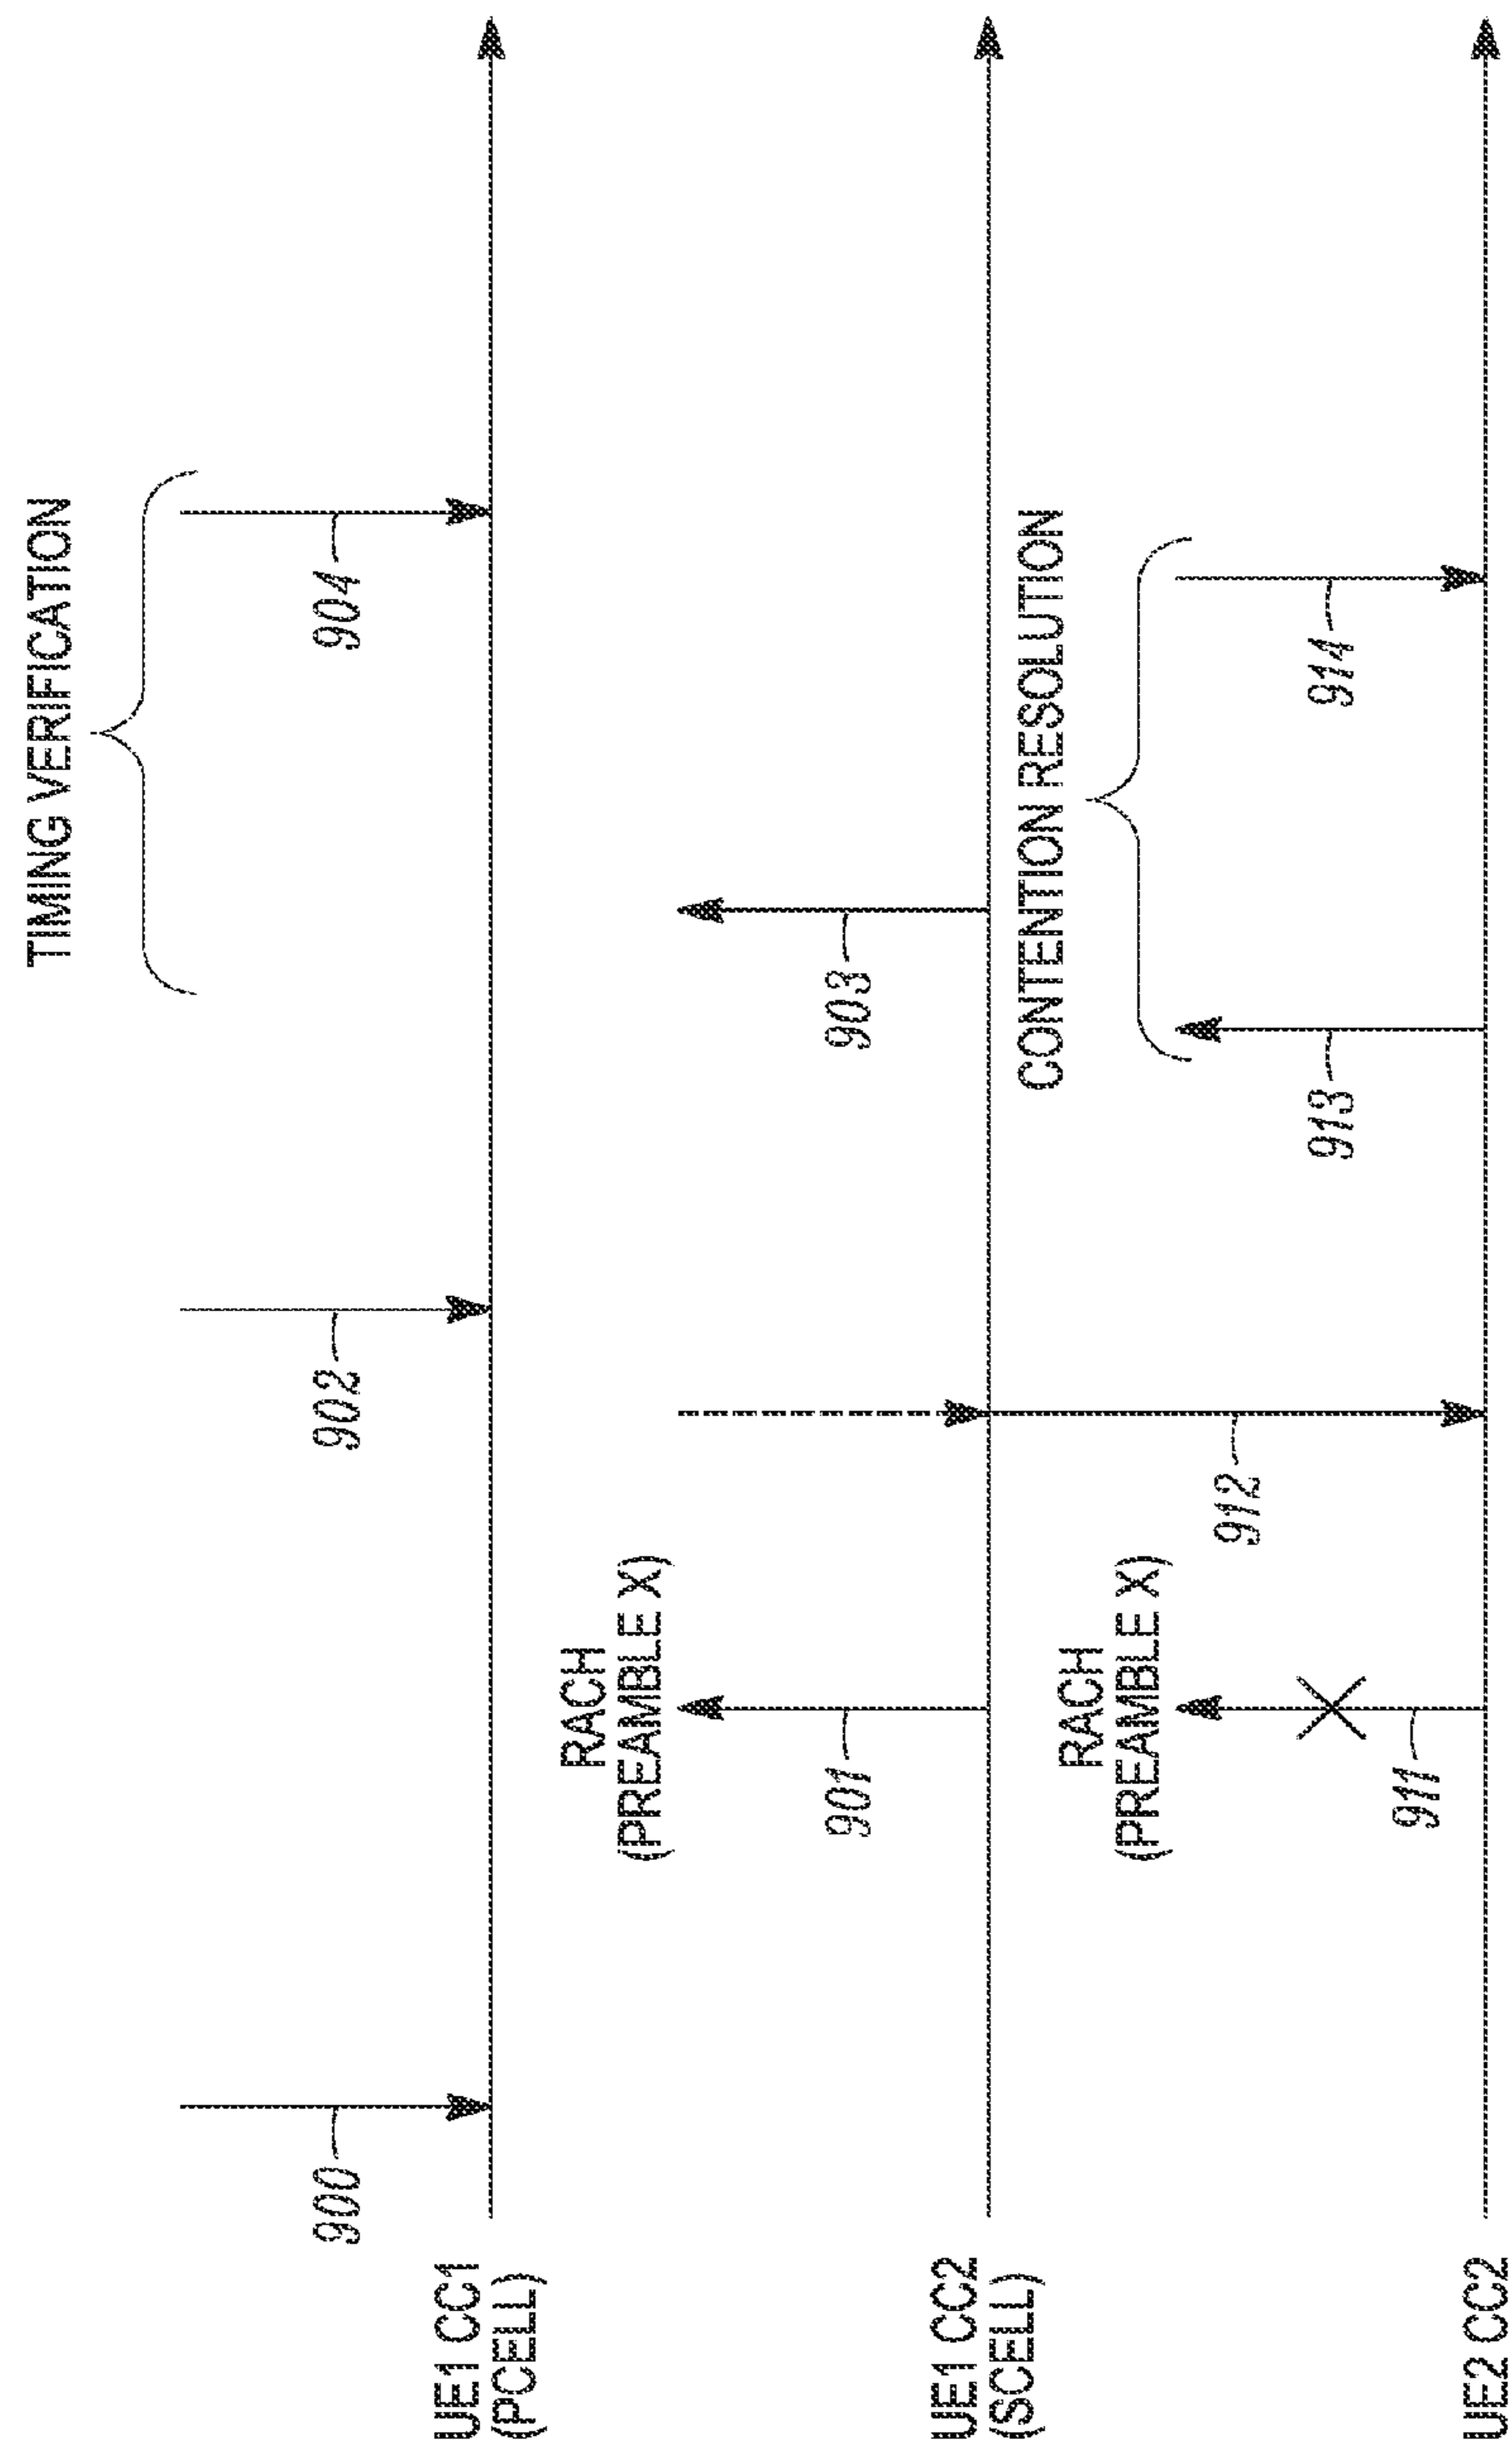 TIMING VERIFICATION
900
902
904
UE1 CC1
(PCELL)
RACH
(PREAMBLE X)
901
903
UE1 CC2
(SCELL)
CONTENTION RESOLUTION
RACH
(PREAMBLE X)
911
912
913
914
UE2 CC2